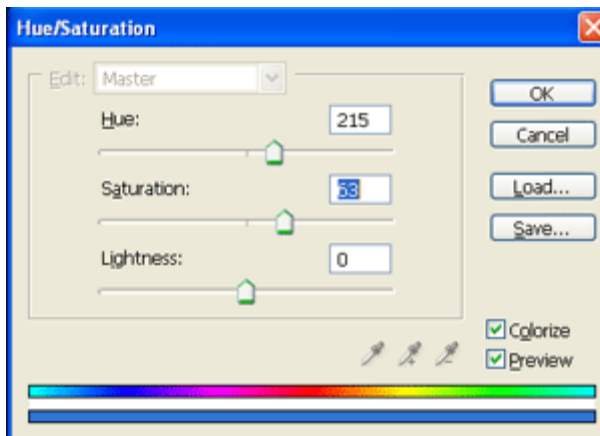 Hue/Saturation
Edit: Master
Hue: 215
Saturation: 63
Lightness: 0
OK
Cancel
Load...
Save...
Colorize
Preview